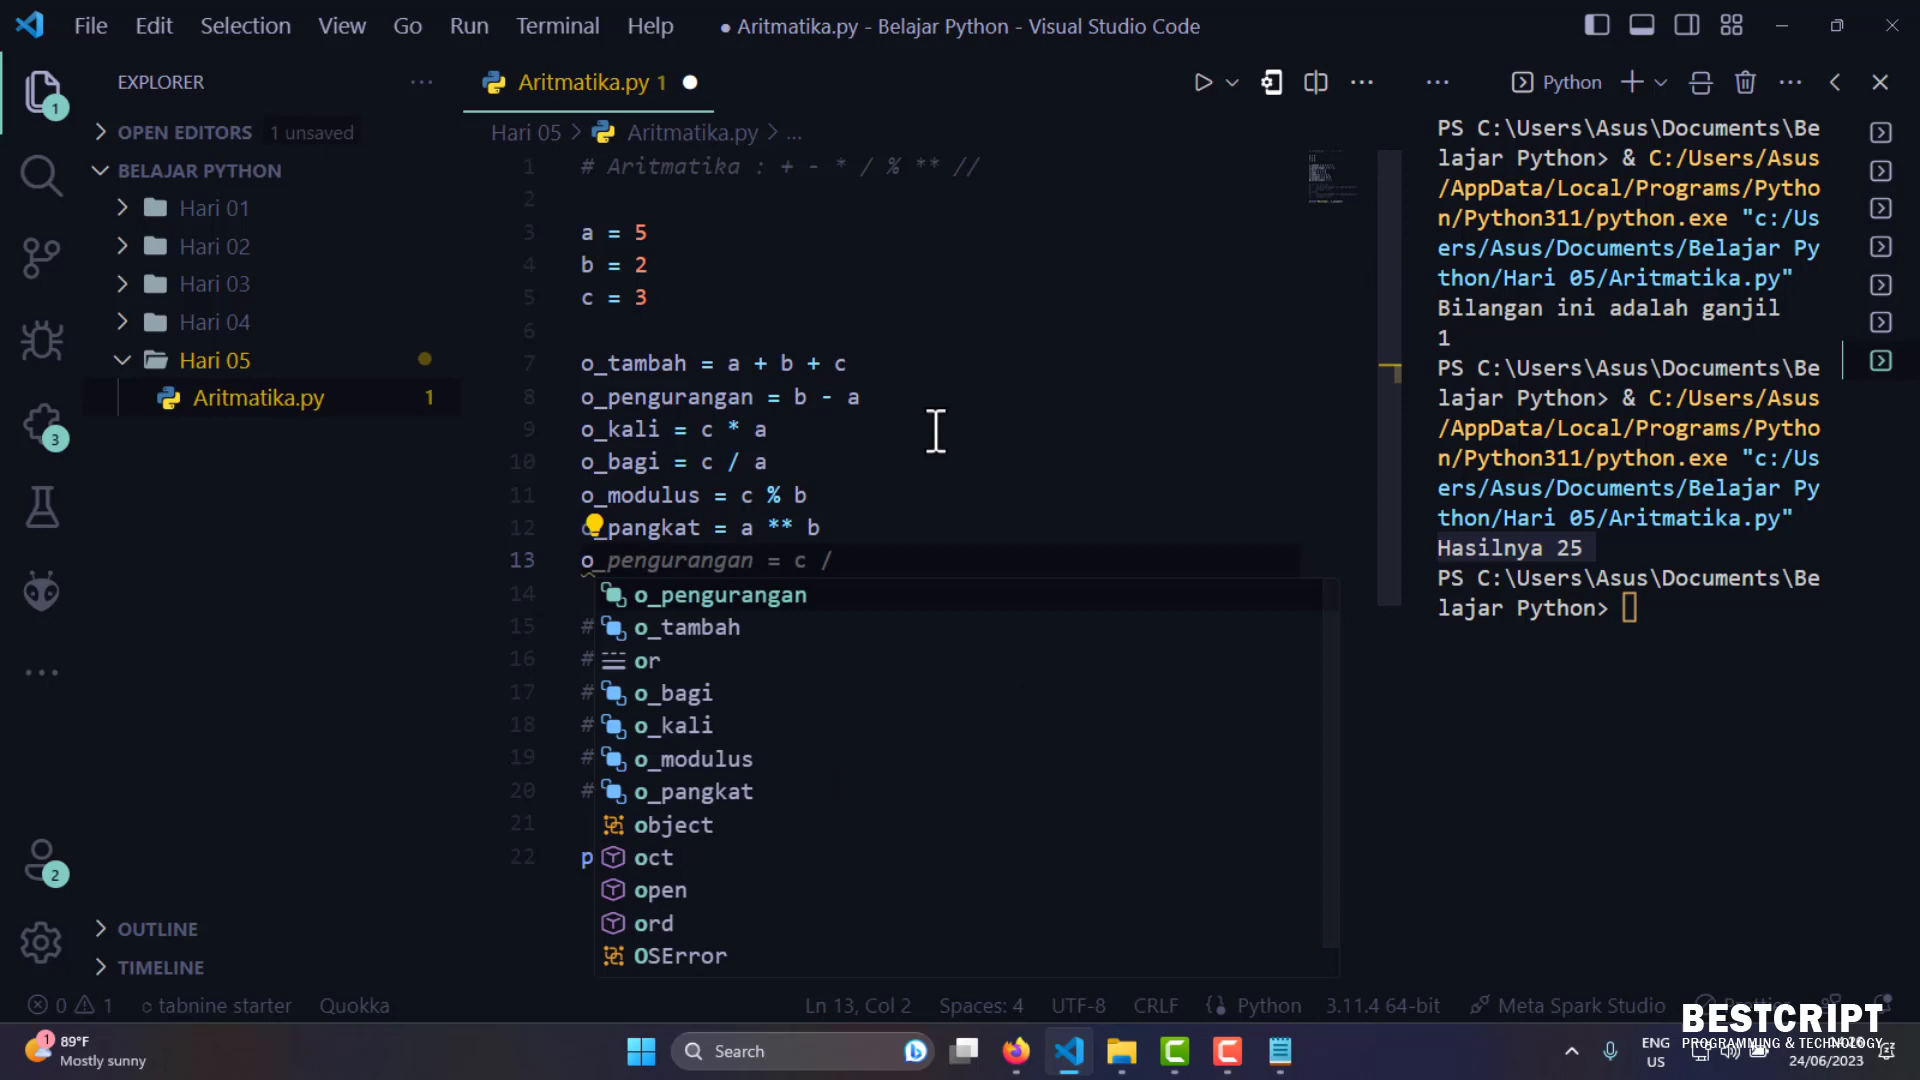 File Edit Selection View Go Run Terminal Help ● Aritmatika.py - Belajar Python - Visual Studio Code
EXPLORER
1
OPEN EDITORS 1 unsaved
BELAJAR PYTHON
Hari 01
Hari 02
Hari 03
Hari 04
Hari 05
Aritmatika.py 1
3
2
OUTLINE
TIMELINE
Aritmatika.py 1
Hari 05 > Aritmatika.py > ...
1 # Aritmatika : + - * / % ** //
2
3 a = 5
4 b = 2
5 c = 3
6
7 o_tambah = a + b + c
8 o_pengurangan = b - a
9 o_kali = c * a
10 o_bagi = c / a
11 o_modulus = c % b
12 o_pangkat = a ** b
13 o_pengurangan = c /
14 o_pengurangan
15 # o_tambah
16 # or
17 # o_bagi
18 # o_kali
19 # o_modulus
20 # o_pangkat
21 object
22 p oct
open
ord
OSError
Python
PS C:\Users\Asus\Documents\Be
lajar Python> & C:/Users/Asus
/AppData/Local/Programs/Pytho
n/Python311/python.exe "c:/Us
ers/Asus/Documents/Belajar Py
thon/Hari 05/Aritmatika.py"
Bilangan ini adalah ganjil
1
PS C:\Users\Asus\Documents\Be
lajar Python> & C:/Users/Asus
/AppData/Local/Programs/Pytho
n/Python311/python.exe "c:/Us
ers/Asus/Documents/Belajar Py
thon/Hari 05/Aritmatika.py"
Hasilnya 25
PS C:\Users\Asus\Documents\Be
lajar Python>
0 1 tabnine starter Quokka Ln 13, Col 2 Spaces: 4 UTF-8 CRLF Python 3.11.4 64-bit Meta Spark Studio
BESTCRIPT
PROGRAMMING & TECHNOLOGY
1
89°F
Mostly sunny
Search
ENG
US
24/06/2023